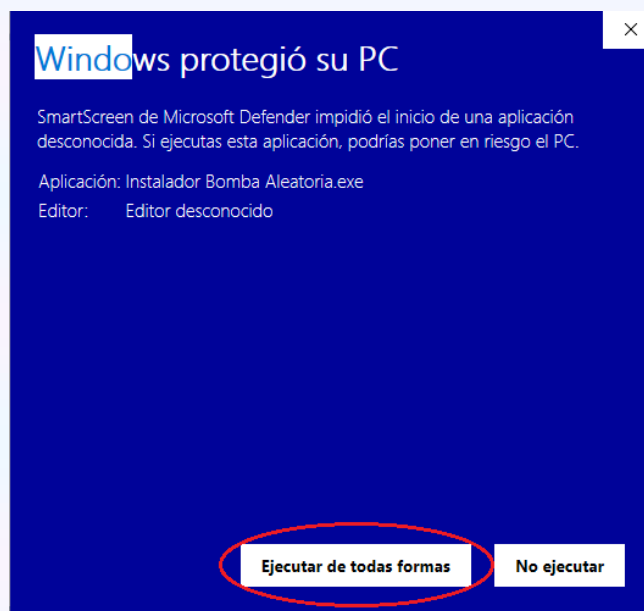 Windows protegió su PC
SmartScreen de Microsoft Defender impidió el inicio de una aplicación
desconocida. Si ejecutas esta aplicación, podrías poner en riesgo el PC.
Aplicación: Instalador Bomba Aleatoria.exe
Editor: Editor desconocido
Ejecutar de todas formas No ejecutar